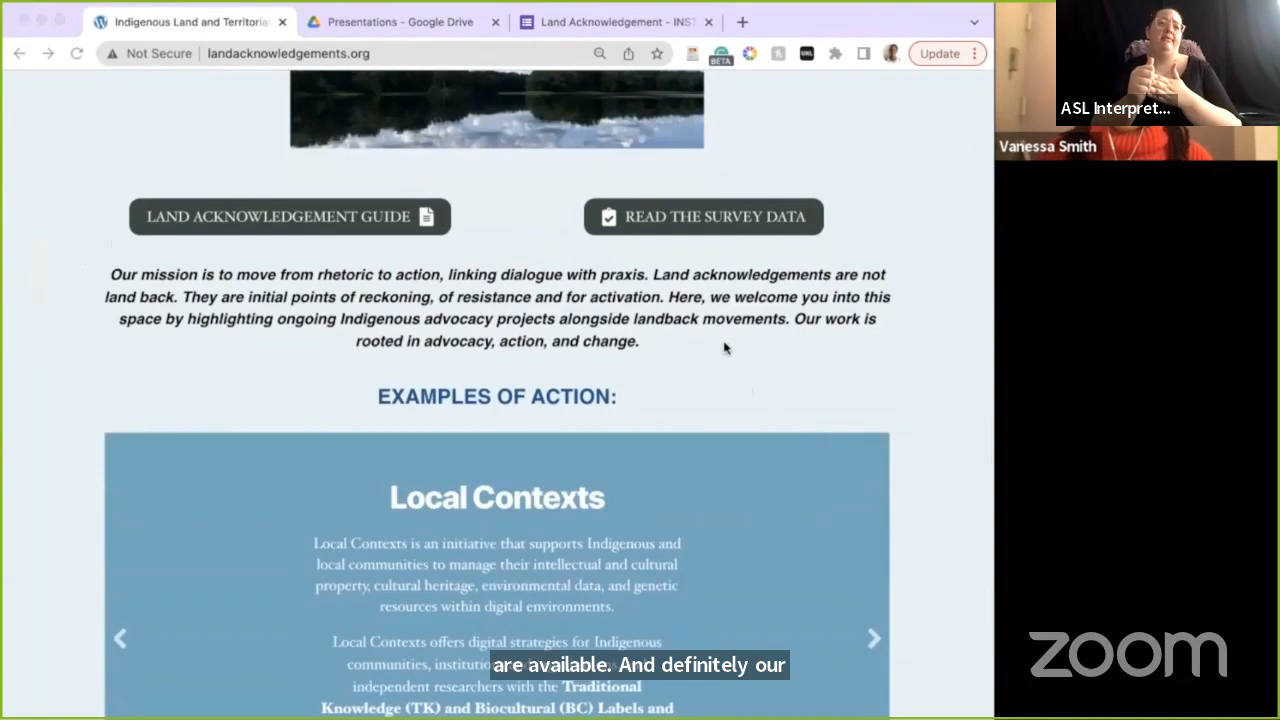 Indigenous Land and Territoria
Presentations - Google Drive
Land Acknowledgement - INST
Not Secure
landacknowledgements.org
BETA
URL
Update
ASL Interpret...
Vanessa Smith
LAND ACKNOWLEDGEMENT GUIDE
READ THE SURVEY DATA
Our mission is to move from rhetoric to action, linking dialogue with praxis. Land acknowledgements are not
land back. They are initial points of reckoning, of resistance and for activation. Here, we welcome you into this
space by highlighting ongoing Indigenous advocacy projects alongside landback movements. Our work is
rooted in advocacy, action, and change.
EXAMPLES OF ACTION:
Local Contexts
Local Contexts is an initiative that supports Indigenous and
local communities to manage their intellectual and cultural
property, cultural heritage, environmental data, and genetic
resources within digital environments.
Local Contexts offers digital strategies for Indigenous
communities, institutio
independent researchers with the Traditional
Knowledge (TK) and Biocultural (BC) Labels and
are available. And definitely our
zoom